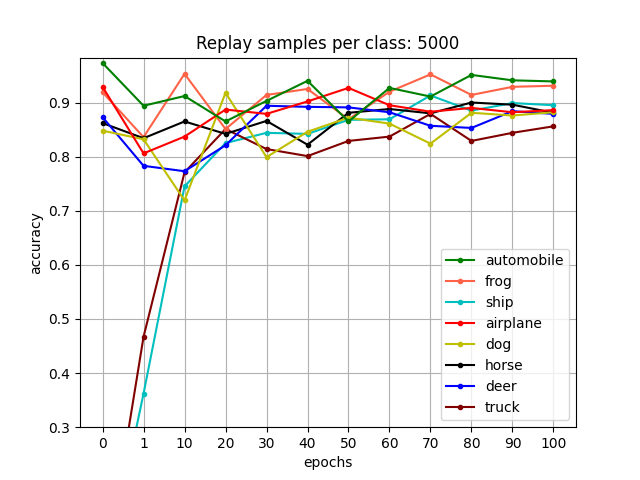 Replay samples per class: 5000
accuracy
0.9
0.8
0.7
0.6
0.5
0.4
0.3
automobile
frog
ship
airplane
dog
horse
deer
truck
0 1 10 20 30 40 50 60 70 80 90 100
epochs